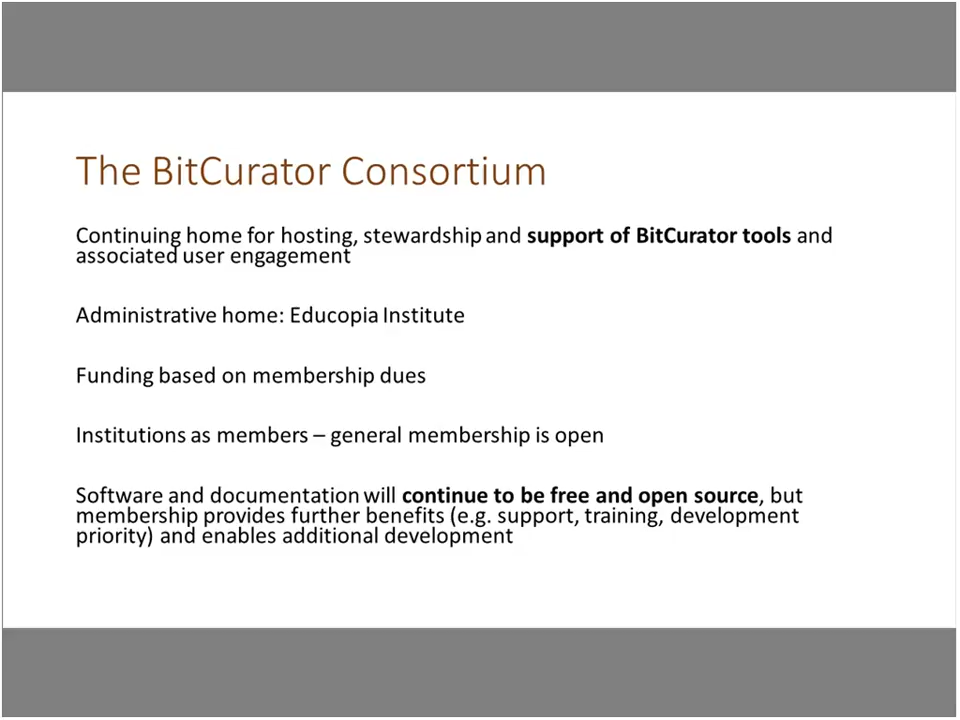 The BitCurator Consortium
Continuing home for hosting, stewardship and support of BitCurator tools and
associated user engagement
Administrative home: Educopia Institute
Funding based on membership dues
Institutions as members – general membership is open
Software and documentation will continue to be free and open source, but
membership provides further benefits (e.g. support, training, development
priority) and enables additional development